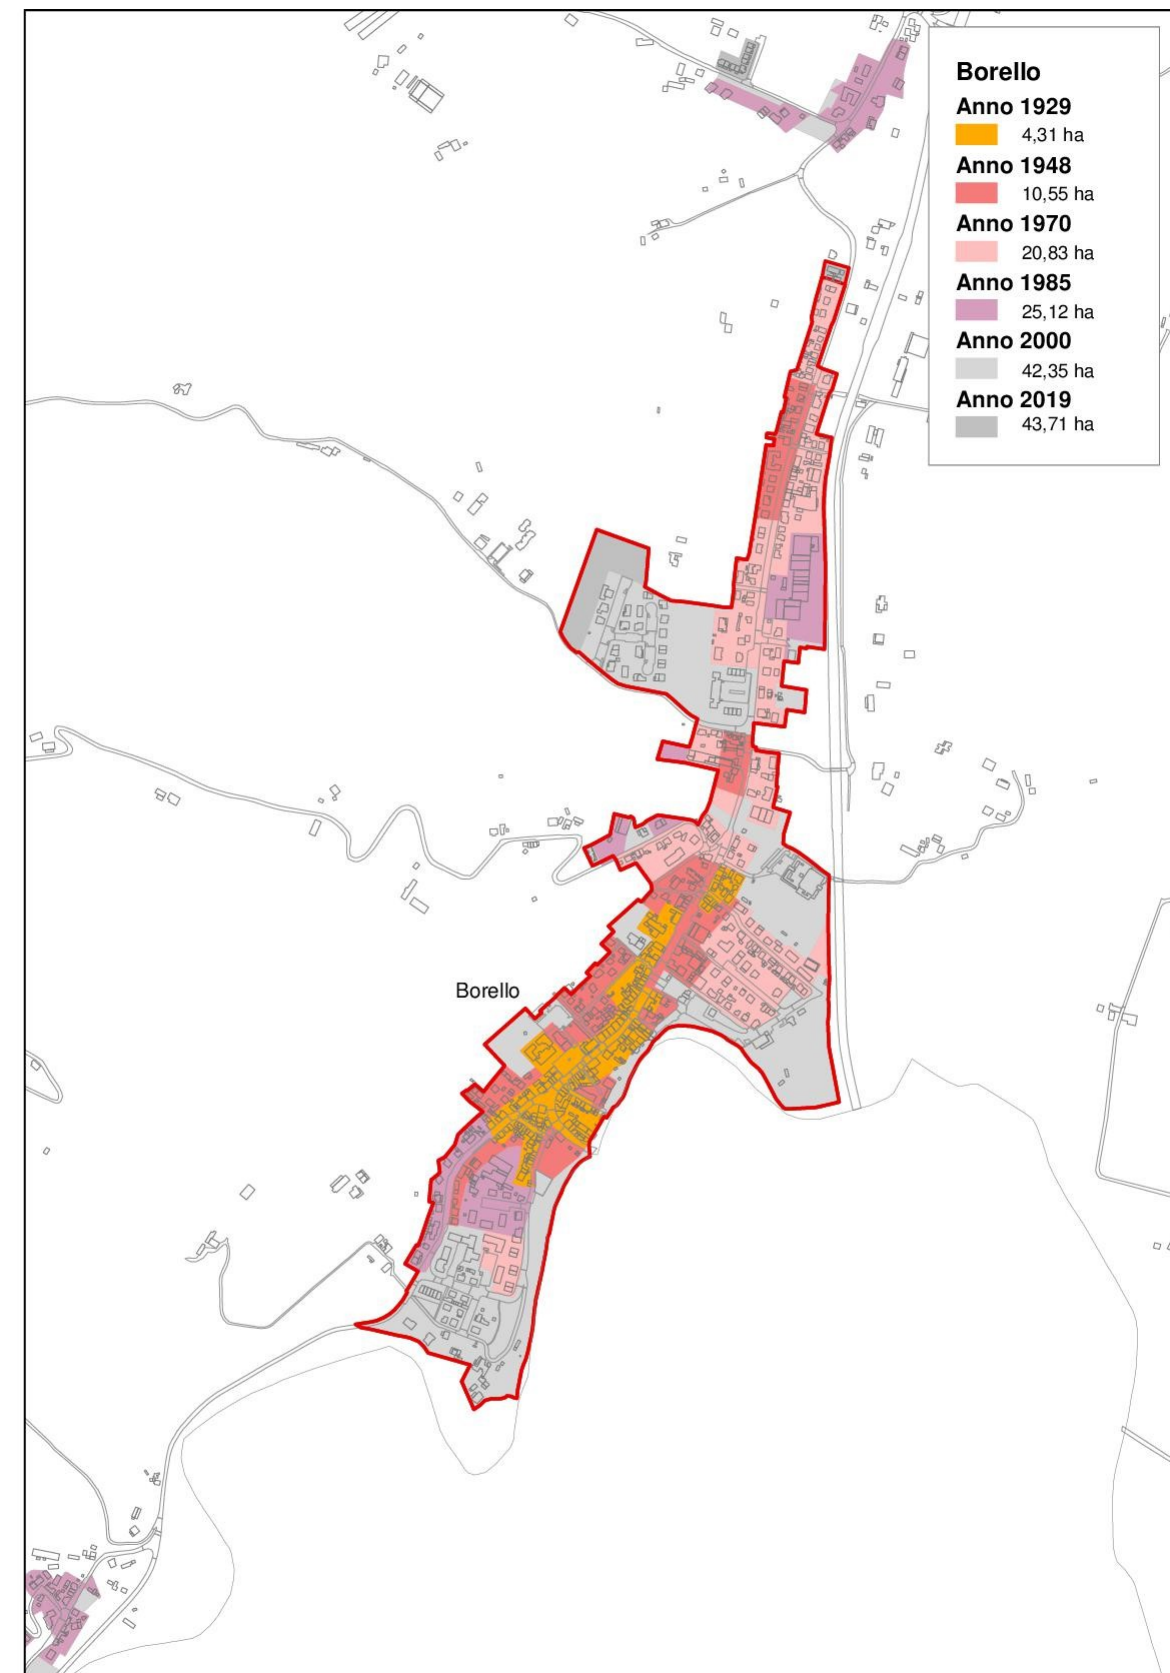 Borello
Anno 1929
4,31 ha
Anno 1948
10,55 ha
Anno 1970
20,83 ha
Anno 1985
25,12 ha
Anno 2000
42,35 ha
Anno 2019
43,71 ha
Borello